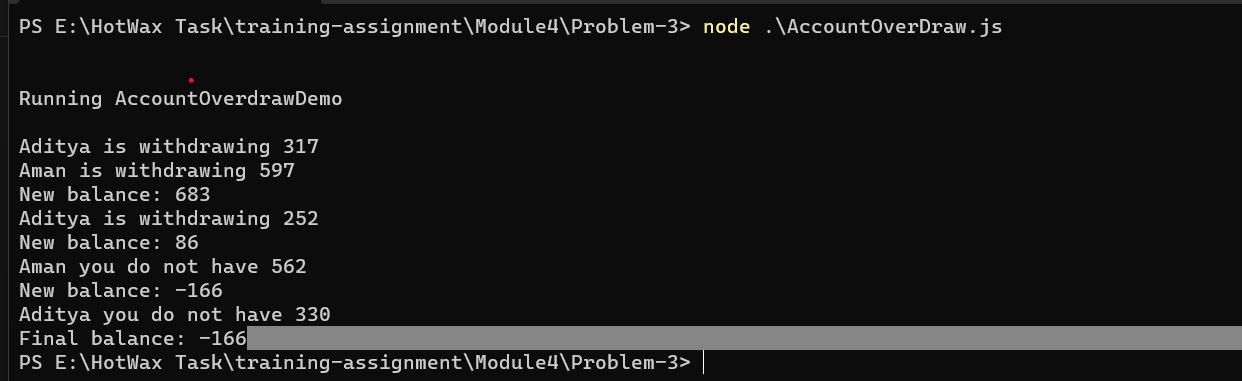 PS E:\HotWax Task\training-assignment\Module4\Problem-3> node .\AccountOverDraw.js
Running AccountOverdrawDemo
Aditya is withdrawing 317
Aman is withdrawing 597
New balance: 683
Aditya is withdrawing 252
New balance: 86
Aman you do not have 562
New balance: -166
Aditya you do not have 330
Final balance: -166
PS E:\HotWax Task\training-assignment\Module4\Problem-3>